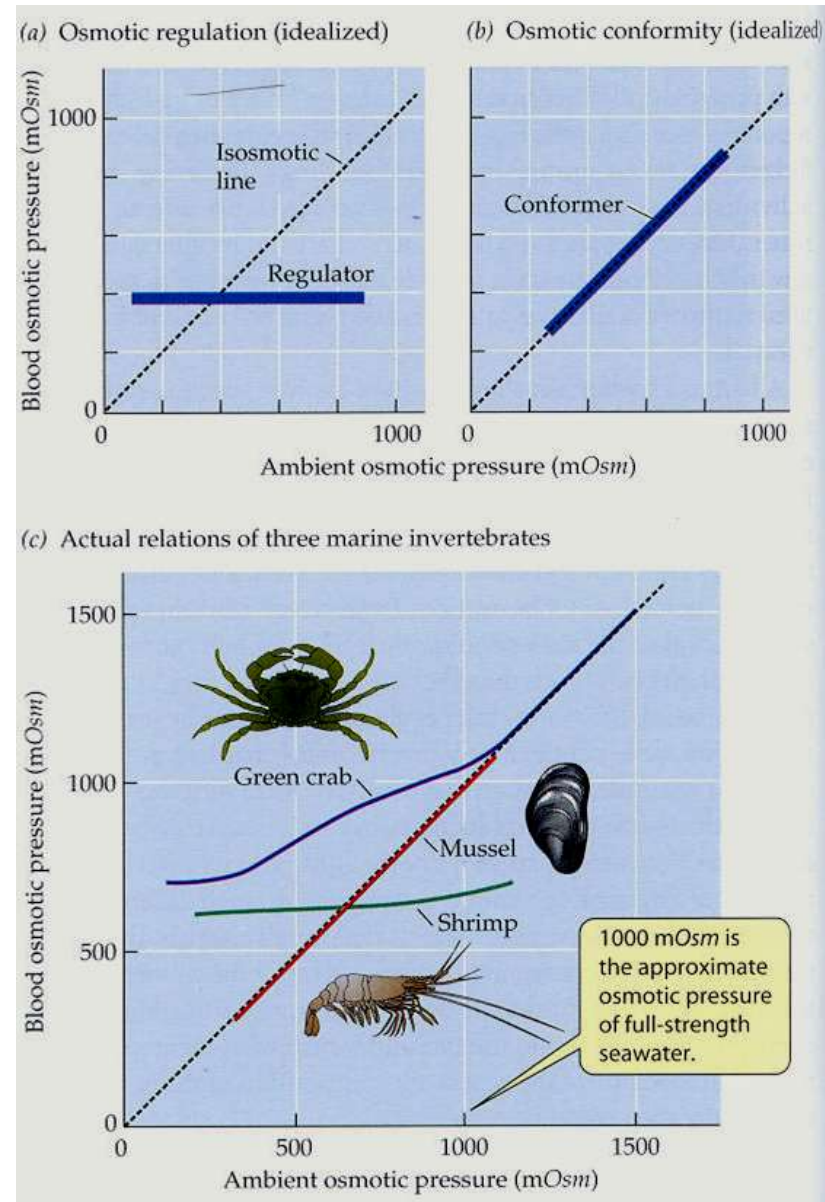 (a) Osmotic regulation (idealized)
(b) Osmotic conformity (idealized)
Blood osmotic pressure (mOsm)
1000
Isosmotic
line
Regulator
0
0
1000
Conformer
0
1000
Ambient osmotic pressure (mOsm)
(c) Actual relations of three marine invertebrates
Blood osmotic pressure (mOsm)
1500
Green crab
1000
Mussel
Shrimp
500
1000 mOsm is
the approximate
osmotic pressure
of full-strength
seawater.
0
0
500
1000
1500
Ambient osmotic pressure (mOsm)